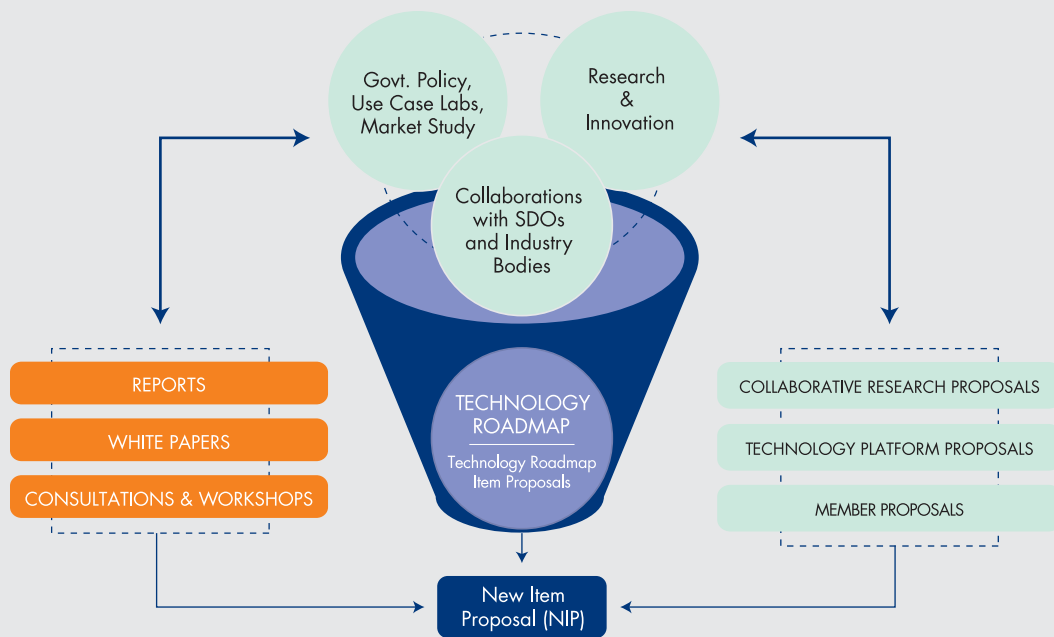 Govt. Policy,
Use Case Labs,
Market Study
Research
&
Innovation
Collaborations
with SDOs
and Industry
Bodies
REPORTS
WHITE PAPERS
CONSULTATIONS & WORKSHOPS
TECHNOLOGY
ROADMAP
Technology Roadmap
Item Proposals
COLLABORATIVE RESEARCH PROPOSALS
TECHNOLOGY PLATFORM PROPOSALS
MEMBER PROPOSALS
New Item
Proposal (NIP)